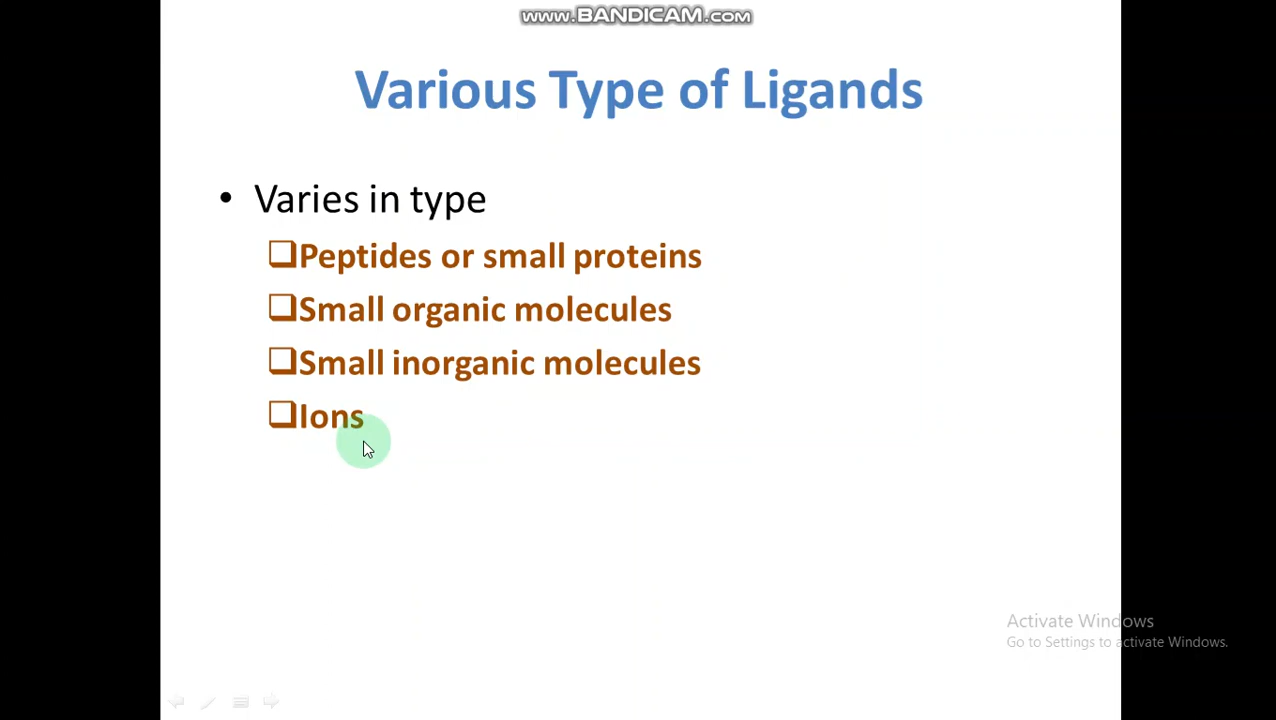 www.BANDICAM.com
Various Type of Ligands
• Varies in type
❑Peptides or small proteins
❑Small organic molecules
❑Small inorganic molecules
❑Ions
Activate Windows
Go to Settings to activate Windows.